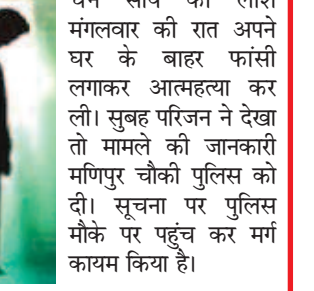 मंगलवार की रात अपने
घर के बाहर फांसी
लगाकर आत्महत्या कर
ली। सुबह परिजन ने देखा
तो मामले की जानकारी
मणिपुर चौकी पुलिस को
दी। सूचना पर पुलिस
मौके पर पहुंच कर मर्ग
कायम किया है।